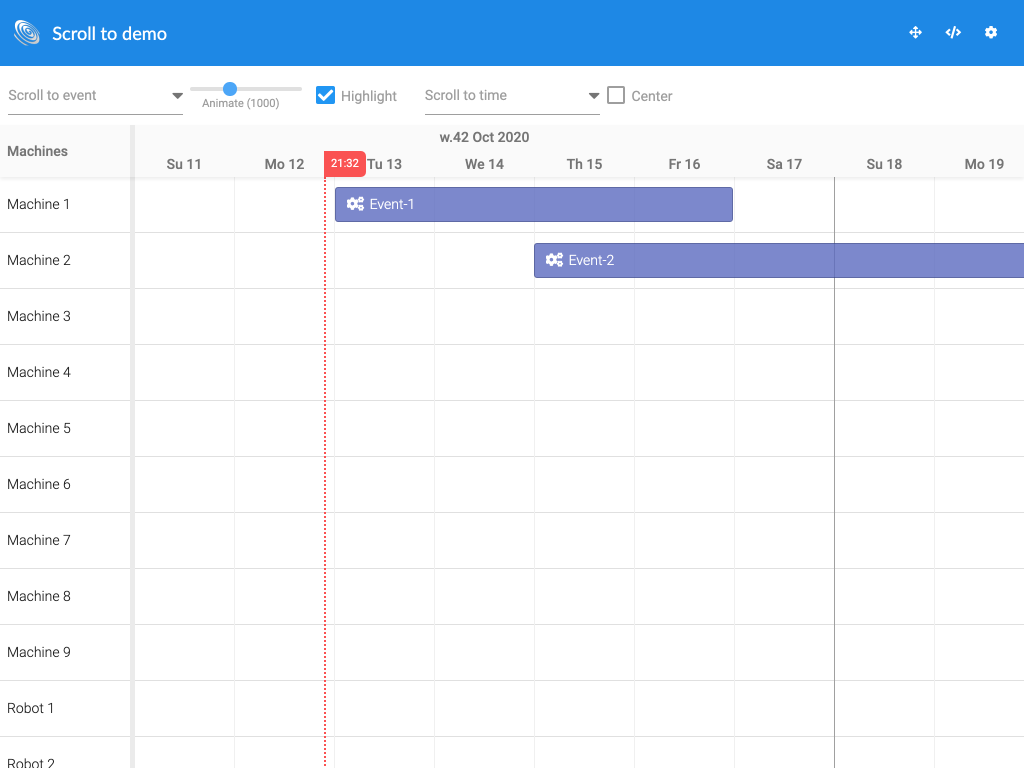 Scroll to demo
Scroll to event
Animate (1000)
Highlight
Scroll to time
Center
Machines
w.42 Oct 2020
Su 11 Mo 12 21:32 Tu 13 We 14 Th 15 Fr 16 Sa 17 Su 18 Mo 19
Machine 1 Event-1
Machine 2 Event-2
Machine 3
Machine 4
Machine 5
Machine 6
Machine 7
Machine 8
Machine 9
Robot 1
Robot 2